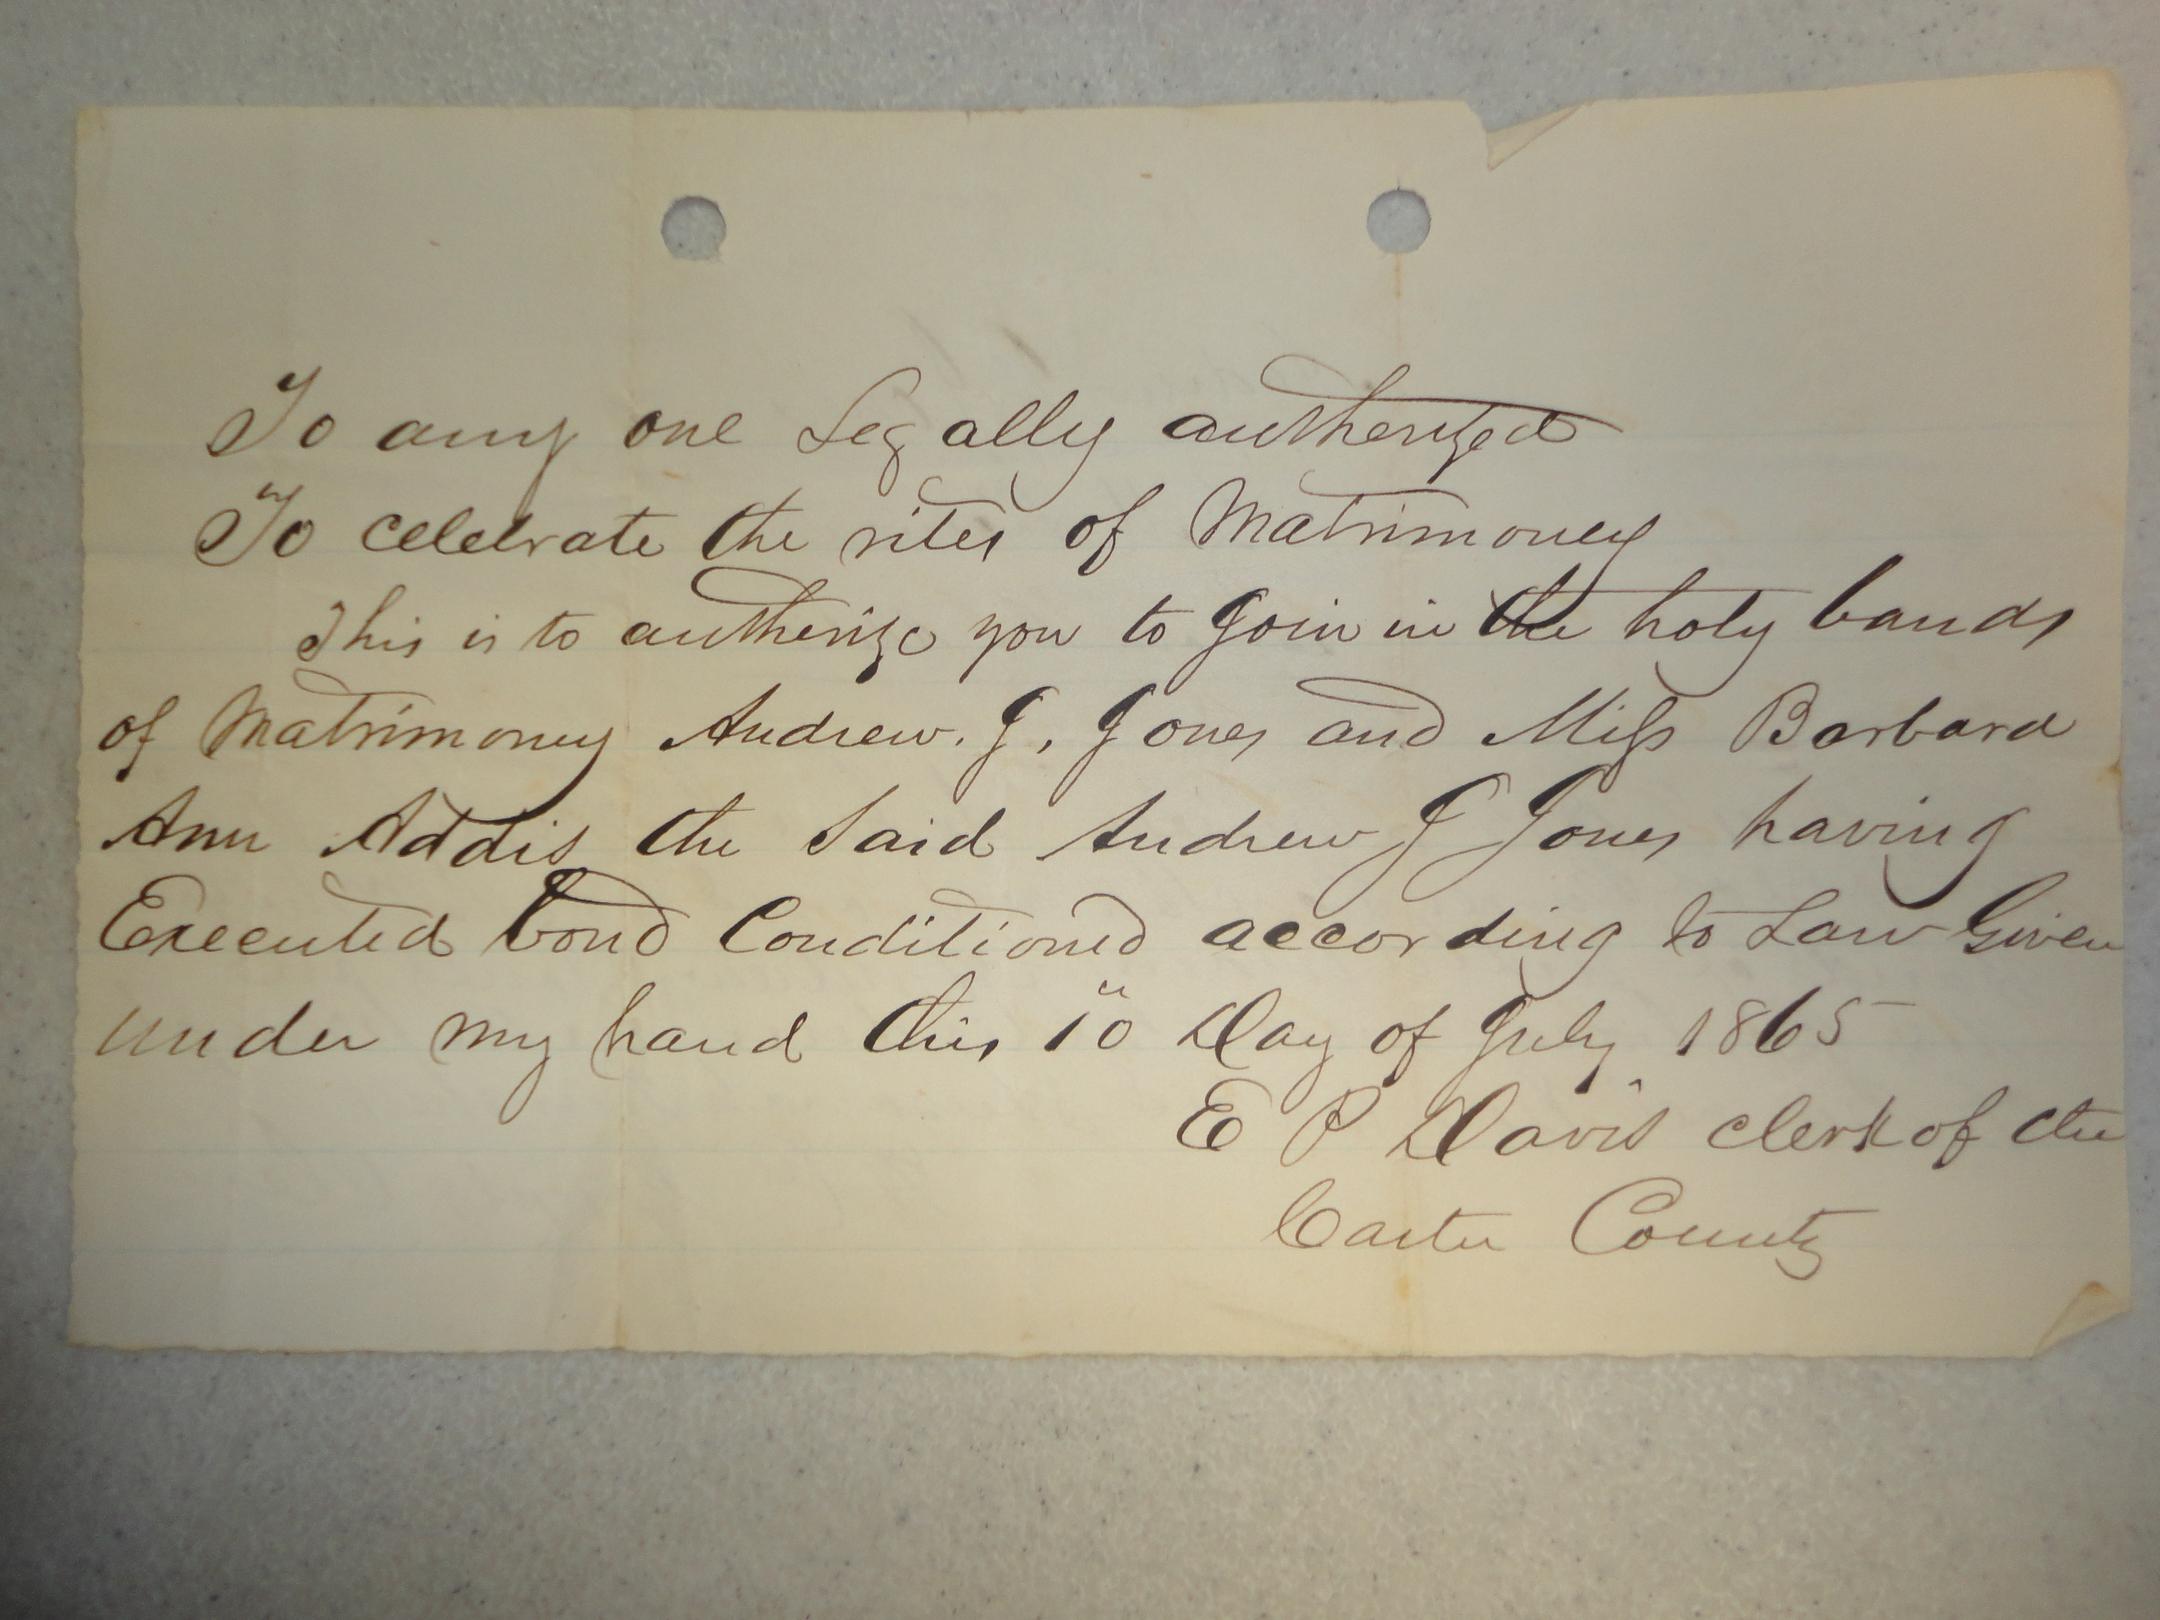 To any one Legally autherized
To celebrate the rites of Matrimoney
This is to autherize you to Join in the holy bands
of Matrimoney Andrew. J. Jones and Miss Barbara
Ann Addis the Said Andrew J Jones having
Executed bond Conditioned according to Law Given
under my hand this 10" Day of July 1865
E P Davis clerk of the
Carter County